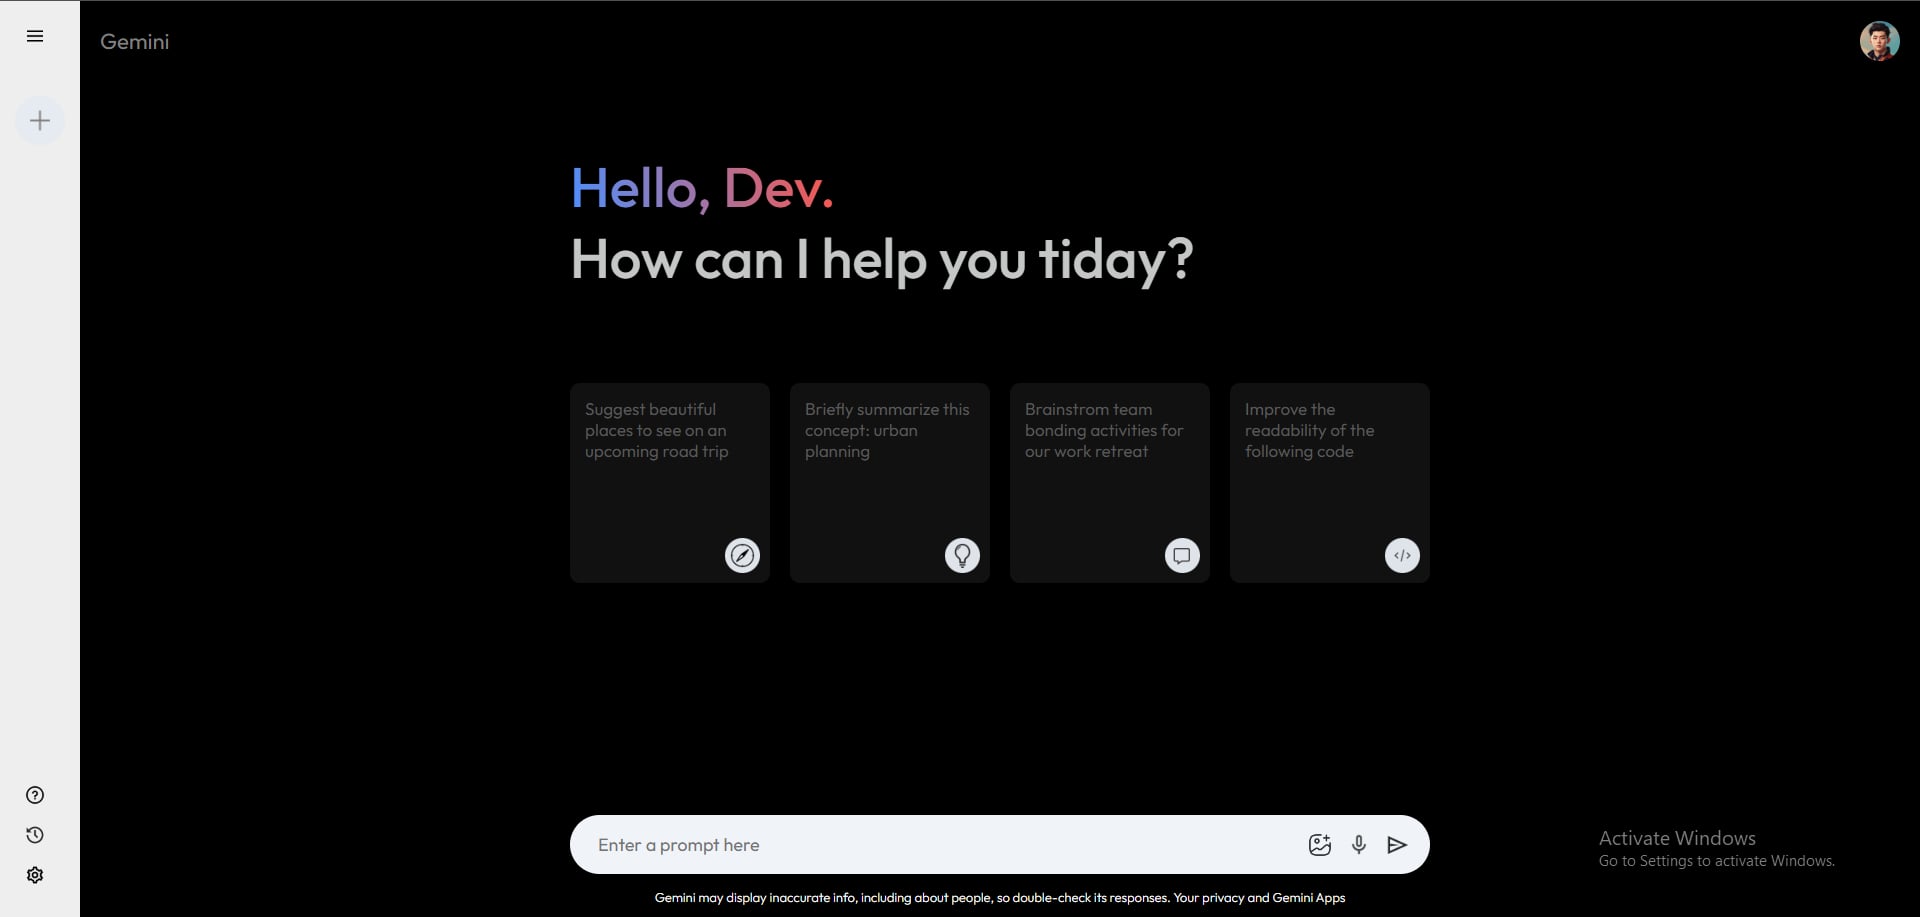 Gemini
Hello, Dev.
How can I help you tiday?
Suggest beautiful
places to see on an
upcoming road trip
Briefly summarize this
concept: urban
planning
Brainstrom team
bonding activities for
our work retreat
Improve the
readability of the
following code
Enter a prompt here
Activate Windows
Go to Settings to activate Windows.
Gemini may display inaccurate info, including about people, so double-check its responses. Your privacy and Gemini Apps